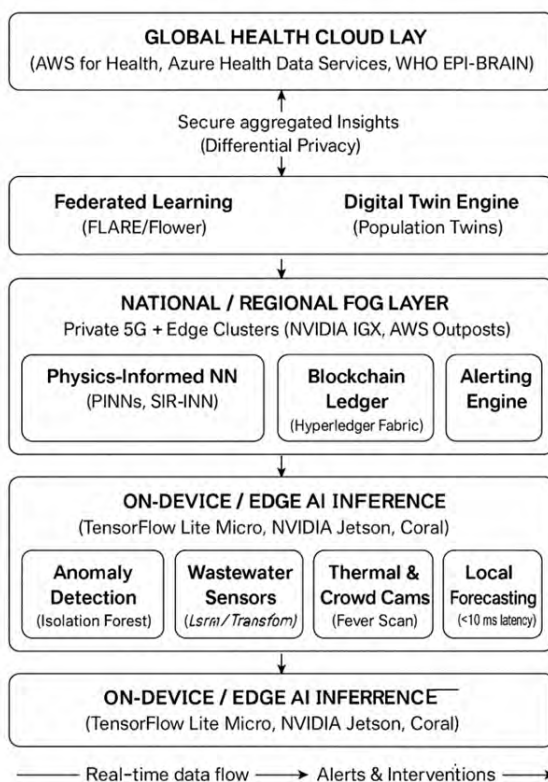 GLOBAL HEALTH CLOUD LAY
(AWS for Health, Azure Health Data Services, WHO EPI-BRAIN)
Secure aggregated Insights
(Differential Privacy)
Federated Learning
(FLARE/Flower)
Digital Twin Engine
(Population Twins)
NATIONAL / REGIONAL FOG LAYER
Private 5G + Edge Clusters (NVIDIA IGX, AWS Outposts)
Physics-Informed NN
(PINNs, SIR-INN)
Blockchain
Ledger
(Hyperledger Fabric)
Alerting
Engine
ON-DEVICE / EDGE AI INFERENCE
(TensorFlow Lite Micro, NVIDIA Jetson, Coral)
Anomaly
Detection
(Isolation Forest)
Wastewater
Sensors
(Lsrm/Transfom)
Thermal &
Crowd Cams
(Fever Scan)
Local
Forecasting
(<10 ms latency)
ON-DEVICE / EDGE AI INFERRENCE
(TensorFlow Lite Micro, NVIDIA Jetson, Coral)
Real-time data flow
Alerts & Interventions